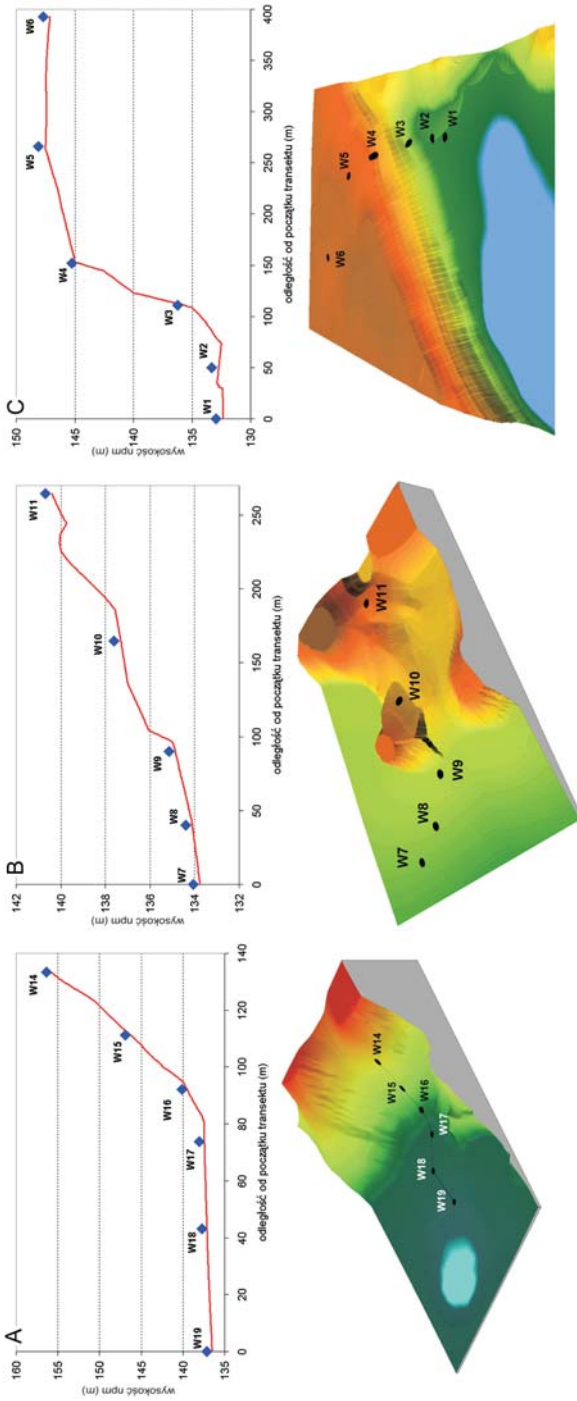 A
160
155
150
145
140
135
wysokość npm (m)
0
20
40
60
80
100
120
140
odległość od początku transektu (m)
W19
W18
W17
W16
W15
W14
W14
W15
W16
W17
W18
W19
B
142
140
138
136
134
132
wysokość npm (m)
0
50
100
150
200
250
odległość od początku transektu (m)
W7
W8
W9
W10
W11
W7
W8
W9
W10
W11
C
150
145
140
135
130
wysokość npm (m)
0
50
100
150
200
250
300
350
400
odległość od początku transektu (m)
W1
W2
W3
W4
W5
W6
W6
W5
W4
W3
W2
W1